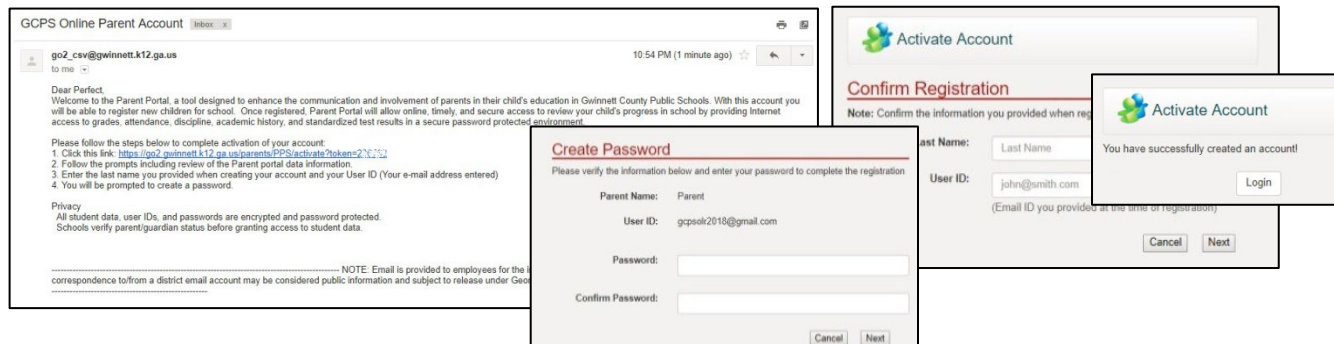 GCPS Online Parent Account Inbox x
go2_csv@gwinnett.k12.ga.us
10:54 PM (1 minute ago)
to me
Dear Perfect,
Welcome to the Parent Portal, a tool designed to enhance the communication and involvement of parents in their child's education in Gwinnett County Public Schools. With this account you
will be able to register new children for school. Once registered, Parent Portal will allow online, timely, and secure access to review your child's progress in school by providing Internet
access to grades, attendance, discipline, academic history, and standardized test results in a secure password protected environment.
Please follow the steps below to complete activation of your account:
1. Click this link: https://go2.gwinnett.k12.ga.us/parents/PPS/activate?token=
2. Follow the prompts including review of the Parent portal data information.
3. Enter the last name you provided when creating your account and your User ID (Your e-mail address entered)
4. You will be prompted to create a password.
Privacy
All student data, user IDs, and passwords are encrypted and password protected.
Schools verify parent/guardian status before granting access to student data.
NOTE: Email is provided to employees for the
correspondence to/from a district email account may be considered public information and subject to release under
Create Password
Please verify the information below and enter your password to complete the registration
Parent Name: Parent
User ID: gcpsolr2018@gmail.com
Password:
Confirm Password:
Cancel Next
Activate Account
Confirm Registration
Note: Confirm the information you provided when
Last Name: Last Name
User ID: john@smith.com
(Email ID you provided at the time of registration)
Cancel Next
Activate Account
You have successfully created an account!
Login